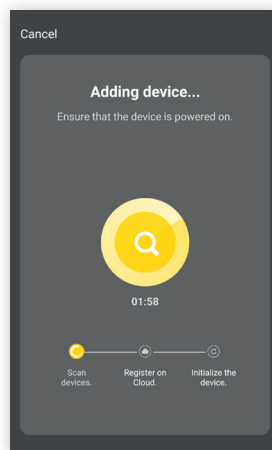 Cancel
Adding device...
Ensure that the device is powered on.
01:58
Scan devices.
Register on Cloud.
Initialize the device.